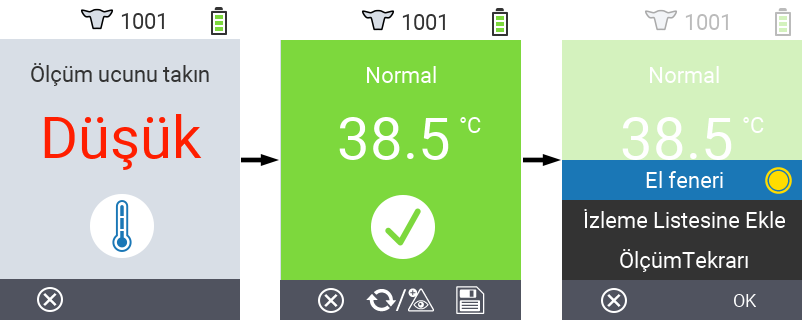 1001
Ölçüm ucunu takın
Düşük
1001
Normal
38.5 °C
1001
Normal
38.5 °C
El feneri
İzleme Listesine Ekle
ÖlçümTekrarı
OK